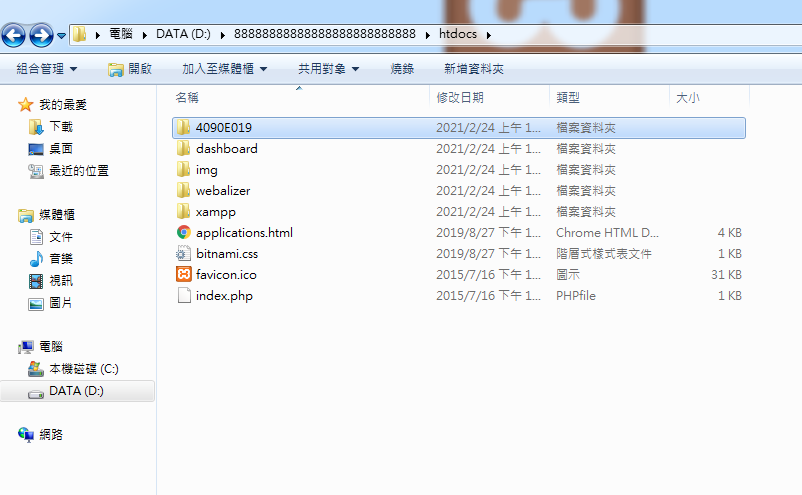 電腦 DATA (D:) 88888888888888888888888888 htdocs
組合管理 開啟 加入至媒體櫃 共用對象 燒錄 新增資料夾
我的最愛
下載
桌面
最近的位置
媒體櫃
文件
音樂
視訊
圖片
電腦
本機磁碟 (C:)
DATA (D:)
網路
名稱 修改日期 類型 大小
4090E019 2021/2/24 上午 1... 檔案資料夾
dashboard 2021/2/24 上午 1... 檔案資料夾
img 2021/2/24 上午 1... 檔案資料夾
webalizer 2021/2/24 上午 1... 檔案資料夾
xampp 2021/2/24 上午 1... 檔案資料夾
applications.html 2019/8/27 下午 1... Chrome HTML D... 4 KB
bitnami.css 2019/8/27 下午 1... 階層式樣式表文件 1 KB
favicon.ico 2015/7/16 下午 1... 圖示 31 KB
index.php 2015/7/16 下午 1... PHPfile 1 KB